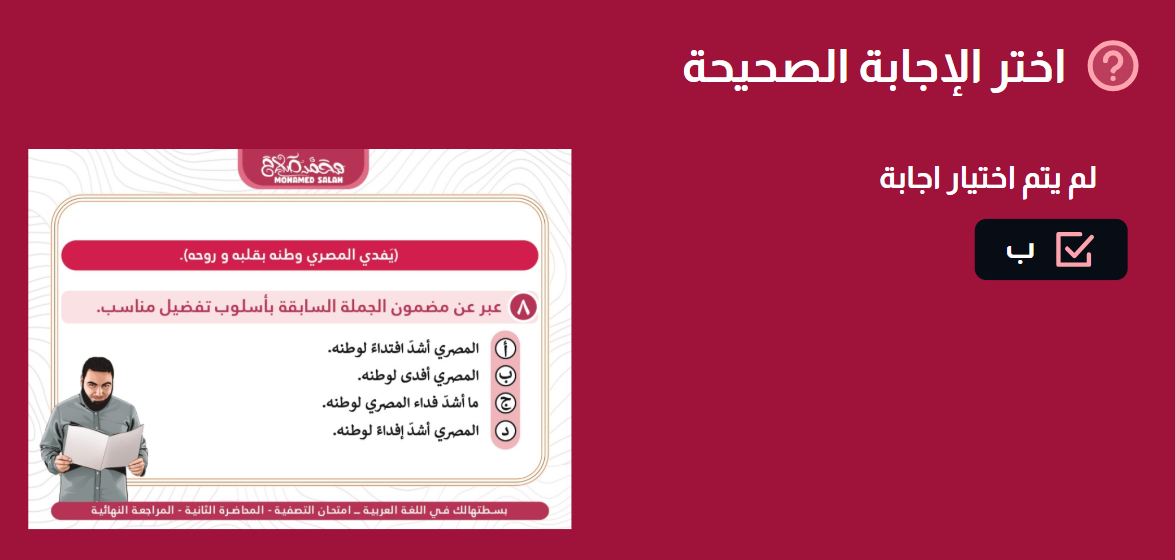 اختر الإجابة الصحيحة
لم يتم اختيار اجابة
ب
محمد صلاح
MOHAMED SALAH
(يَفدي المصري وطنه بقلبه و روحه).
٨ عبر عن مضمون الجملة السابقة بأسلوب تفضيل مناسب.
أ المصري أشدّ افتداءً لوطنه.
ب المصري أفدى لوطنه.
ج ما أشدّ فداء المصري لوطنه.
د المصري أشدّ إفداءً لوطنه.
بسطتهالك في اللغة العربية – امتحان التصفية - المحاضرة الثانية - المراجعة النهائية